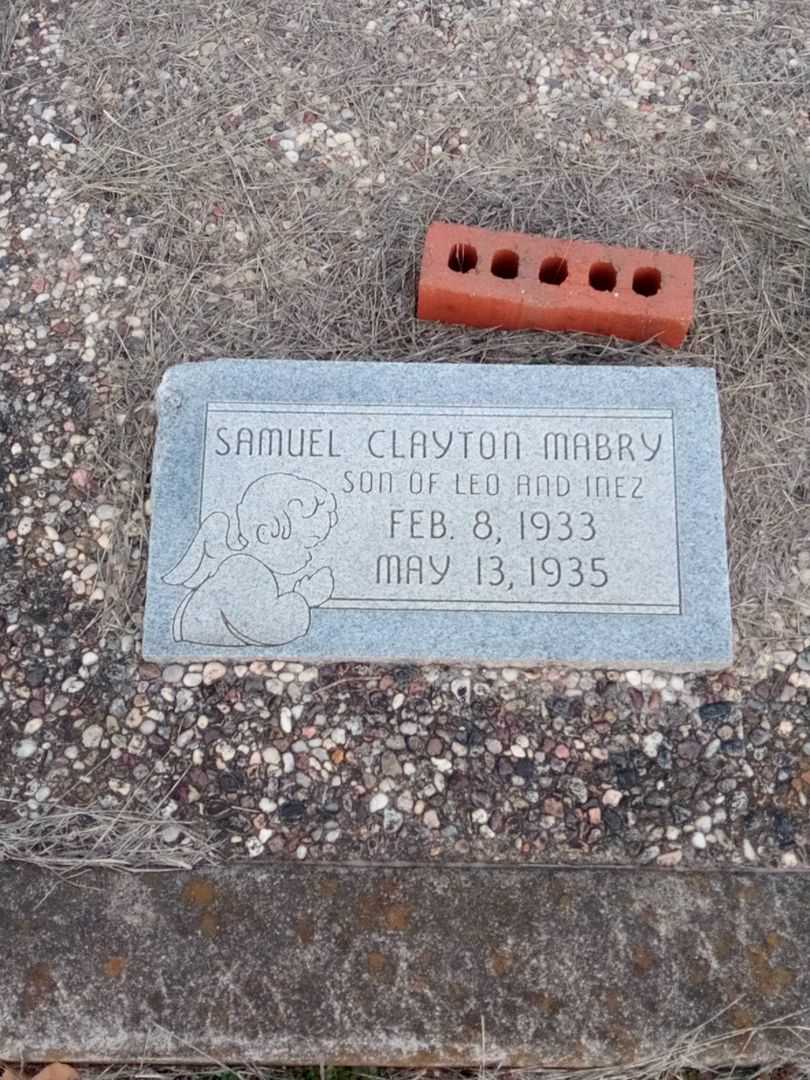 SAMUEL CLAYTON MABRY
SON OF LEO AND INEZ
FEB. 8, 1933
MAY 13, 1935